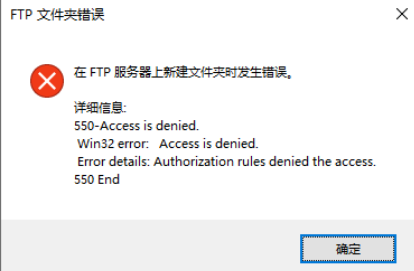 FTP 文件夹错误
在 FTP 服务器上新建文件夹时发生错误。
详细信息:
550-Access is denied.
Win32 error:   Access is denied.
Error details: Authorization rules denied the access.
550 End
确定